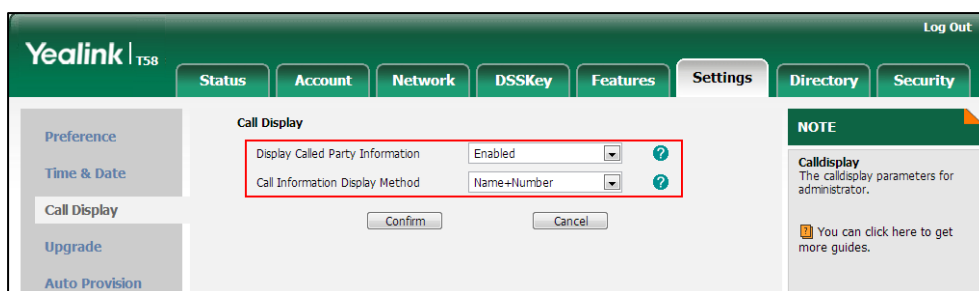 Log Out
Yealink T58
Status Account Network DSSKey Features Settings Directory Security
Preference
Time & Date
Call Display
Upgrade
Auto Provision
Call Display
Display Called Party Information Enabled ?
Call Information Display Method Name+Number ?
Confirm Cancel
NOTE
Calldisplay
The calldisplay parameters for
administrator.
? You can click here to get
more guides.